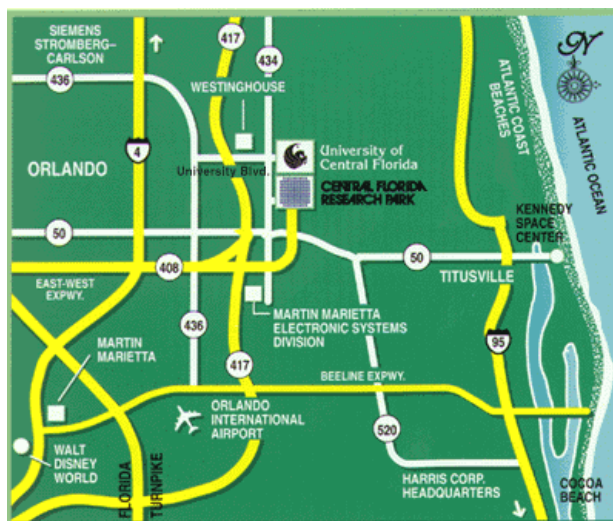 SIEMENS
STROMBERG–
CARLSON
417
434
436
WESTINGHOUSE
4
ATLANTIC COAST
BEACHES
N
ATLANTIC OCEAN
University of
Central Florida
ORLANDO
University Blvd.
CENTRAL FLORIDA
RESEARCH PARK
KENNEDY
SPACE
CENTER
50
50
408
TITUSVILLE
EAST-WEST
EXPWY.
MARTIN MARIETTA
ELECTRONIC SYSTEMS
DIVISION
436
95
MARTIN
MARIETTA
417
BEELINE EXPWY.
ORLANDO
INTERNATIONAL
AIRPORT
520
WALT
DISNEY
WORLD
HARRIS CORP.
HEADQUARTERS
COCOA
BEACH
FLORIDA
TURNPIKE